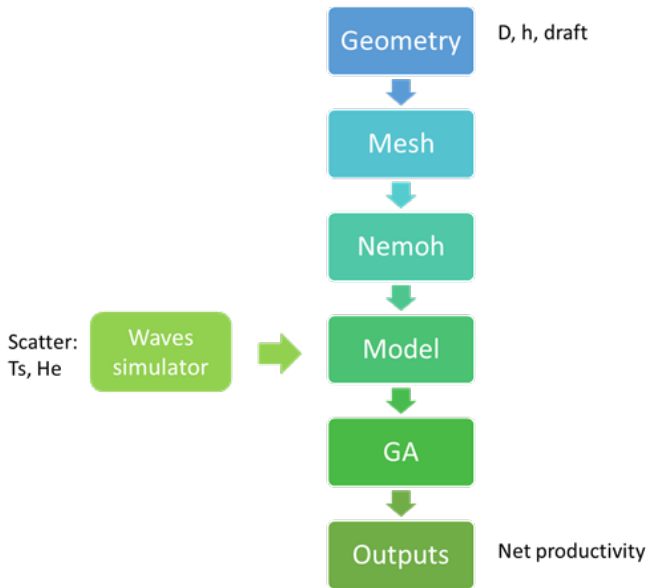 Geometry
D, h, draft
Mesh
Nemoh
Scatter:
Ts, He
Waves
simulator
Model
GA
Outputs
Net productivity